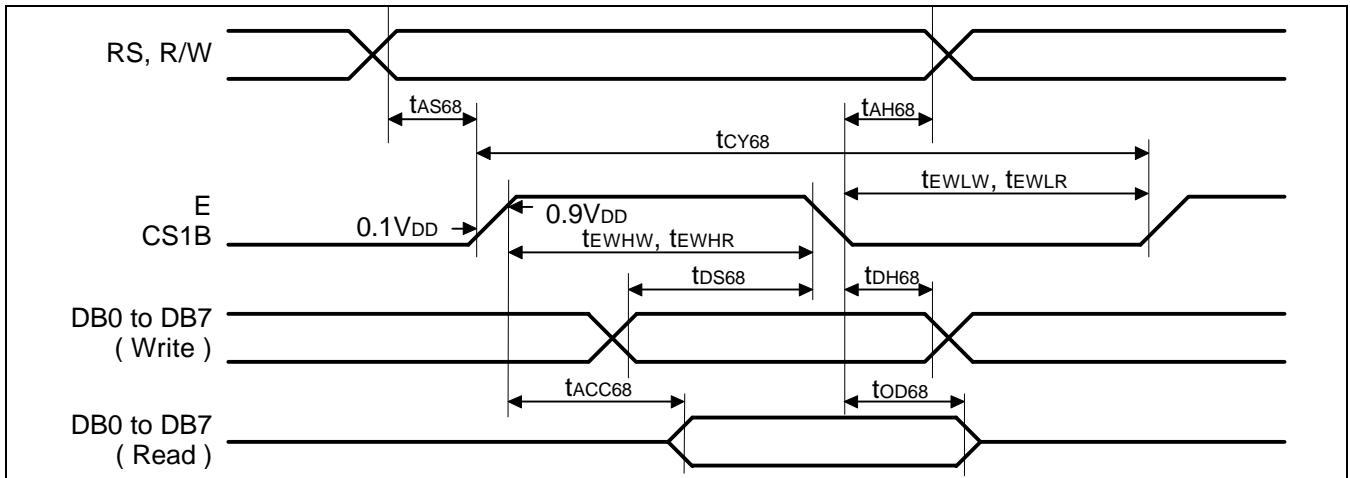 RS, R/W
tAS68
tAH68
tCY68
tEWLW, tEWLR
E
CS1B
0.1VDD
0.9VDD
tEWHW, tEWHR
tDS68
tDH68
DB0 to DB7
( Write )
tACC68
tOD68
DB0 to DB7
( Read )